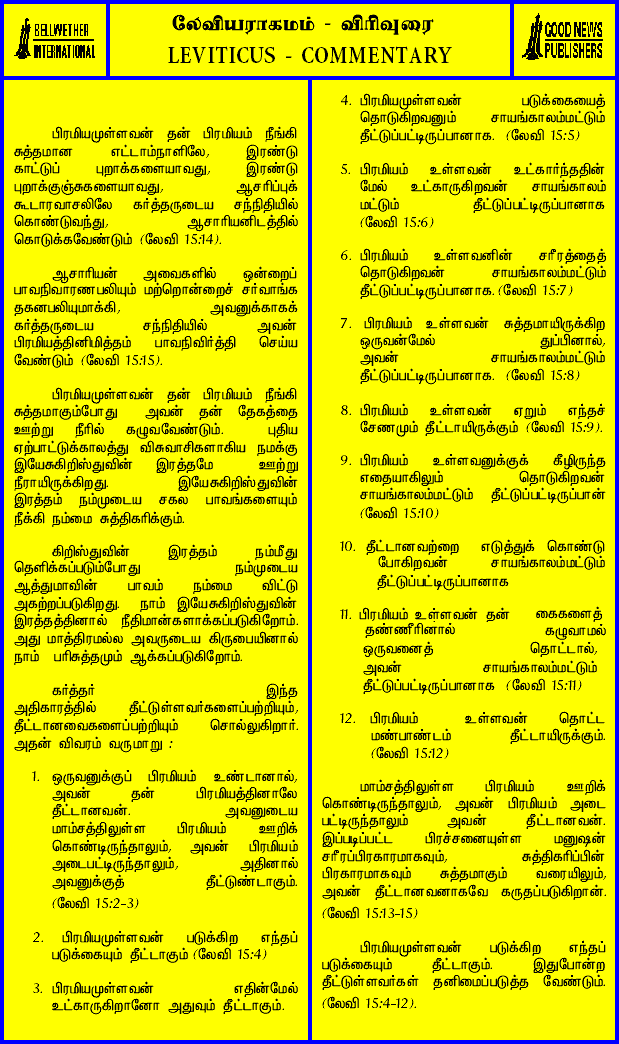 BELLWETHER
INTERNATIONAL
லேவியராகமம் - விரிவுரை
LEVITICUS - COMMENTARY
GOOD NEWS
PUBLISHERS
பிரமியமுள்ளவன் தன் பிரமியம் நீங்கி
சுத்தமான எட்டாம்நாளிலே, இரண்டு
காட்டுப் புறாக்களையாவது, இரண்டு
புறாக்குஞ்சுகளையாவது, ஆசரிப்புக்
கூடாரவாசலிலே கர்த்தருடைய சந்நிதியில்
கொண்டுவந்து, ஆசாரியனிடத்தில்
கொடுக்கவேண்டும் (லேவி 15:14).
ஆசாரியன் அவைகளில் ஒன்றைப்
பாவநிவாரணபலியும் மற்றொன்றைச் சர்வாங்க
தகனபலியுமாக்கி, அவனுக்காகக்
கர்த்தருடைய சந்நிதியில் அவன்
பிரமியத்தினிமித்தம் பாவநிவிர்த்தி செய்ய
வேண்டும் (லேவி 15:15).
பிரமியமுள்ளவன் தன் பிரமியம் நீங்கி
சுத்தமாகும்போது அவன் தன் தேகத்தை
ஊற்று நீரில் கழுவவேண்டும். புதிய
ஏற்பாட்டுக்காலத்து விசுவாசிகளாகிய நமக்கு
இயேசுகிறிஸ்துவின் இரத்தமே ஊற்று
நீராயிருக்கிறது. இயேசுகிறிஸ்துவின்
இரத்தம் நம்முடைய சகல பாவங்களையும்
நீக்கி நம்மை சுத்திகரிக்கும்.
கிறிஸ்துவின் இரத்தம் நம்மீது
தெளிக்கப்படும்போது நம்முடைய
ஆத்துமாவின் பாவம் நம்மை விட்டு
அகற்றப்படுகிறது. நாம் இயேசுகிறிஸ்துவின்
இரத்தத்தினால் நீதிமான்களாக்கப்படுகிறோம்.
அது மாத்திரமல்ல அவருடைய கிருபையினால்
நாம் பரிசுத்தமும் ஆக்கப்படுகிறோம்.
கர்த்தர் இந்த
அதிகாரத்தில் தீட்டுள்ளவர்களைப்பற்றியும்,
தீட்டானவைகளைப்பற்றியும் சொல்லுகிறார்.
அதன் விவரம் வருமாறு :
1. ஒருவனுக்குப் பிரமியம் உண்டானால்,
அவன் தன் பிரமியத்தினாலே
தீட்டானவன். அவனுடைய
மாம்சத்திலுள்ள பிரமியம் ஊறிக்
கொண்டிருந்தாலும், அவன் பிரமியம்
அடைபட்டிருந்தாலும், அதினால்
அவனுக்குத் தீட்டுண்டாகும்.
(லேவி 15:2-3)
2. பிரமியமுள்ளவன் படுக்கிற எந்தப்
படுக்கையும் தீட்டாகும் (லேவி 15:4)
3. பிரமியமுள்ளவன் எதின்மேல்
உட்காருகிறானோ அதுவும் தீட்டாகும்.
4. பிரமியமுள்ளவன் படுக்கையைத்
தொடுகிறவனும் சாயங்காலம்மட்டும்
தீட்டுப்பட்டிருப்பானாக. (லேவி 15:5)
5. பிரமியம் உள்ளவன் உட்கார்ந்ததின்
மேல் உட்காருகிறவன் சாயங்காலம்
மட்டும் தீட்டுப்பட்டிருப்பானாக
(லேவி 15:6)
6. பிரமியம் உள்ளவனின் சரீரத்தைத்
தொடுகிறவன் சாயங்காலம்மட்டும்
தீட்டுப்பட்டிருப்பானாக. (லேவி 15:7)
7. பிரமியம் உள்ளவன் சுத்தமாயிருக்கிற
ஒருவன்மேல் துப்பினால்,
அவன் சாயங்காலம்மட்டும்
தீட்டுப்பட்டிருப்பானாக. (லேவி 15:8)
8. பிரமியம் உள்ளவன் ஏறும் எந்தச்
சேணமும் தீட்டாயிருக்கும் (லேவி 15:9).
9. பிரமியம் உள்ளவனுக்குக் கீழிருந்த
எதையாகிலும் தொடுகிறவன்
சாயங்காலம்மட்டும் தீட்டுப்பட்டிருப்பான்
(லேவி 15:10)
10. தீட்டானவற்றை எடுத்துக் கொண்டு
போகிறவன் சாயங்காலம்மட்டும்
தீட்டுப்பட்டிருப்பானாக
11. பிரமியம் உள்ளவன் தன் கைகளைத்
தண்ணீரினால் கழுவாமல்
ஒருவனைத் தொட்டால்,
அவன் சாயங்காலம்மட்டும்
தீட்டுப்பட்டிருப்பானாக (லேவி 15:11)
12. பிரமியம் உள்ளவன் தொட்ட
மண்பாண்டம் தீட்டாயிருக்கும்.
(லேவி 15:12)
மாம்சத்திலுள்ள பிரமியம் ஊறிக்
கொண்டிருந்தாலும், அவன் பிரமியம் அடை
பட்டிருந்தாலும் அவன் தீட்டானவன்.
இப்படிப்பட்ட பிரச்சனையுள்ள மனுஷன்
சரீரப்பிரகாரமாகவும், சுத்திகரிப்பின்
பிரகாரமாகவும் சுத்தமாகும் வரையிலும்,
அவன் தீட்டானவனாகவே கருதப்படுகிறான்.
(லேவி 15:13-15)
பிரமியமுள்ளவன் படுக்கிற எந்தப்
படுக்கையும் தீட்டாகும். இதுபோன்ற
தீட்டுள்ளவர்கள் தனிமைப்படுத்த வேண்டும்.
(லேவி 15:4-12).